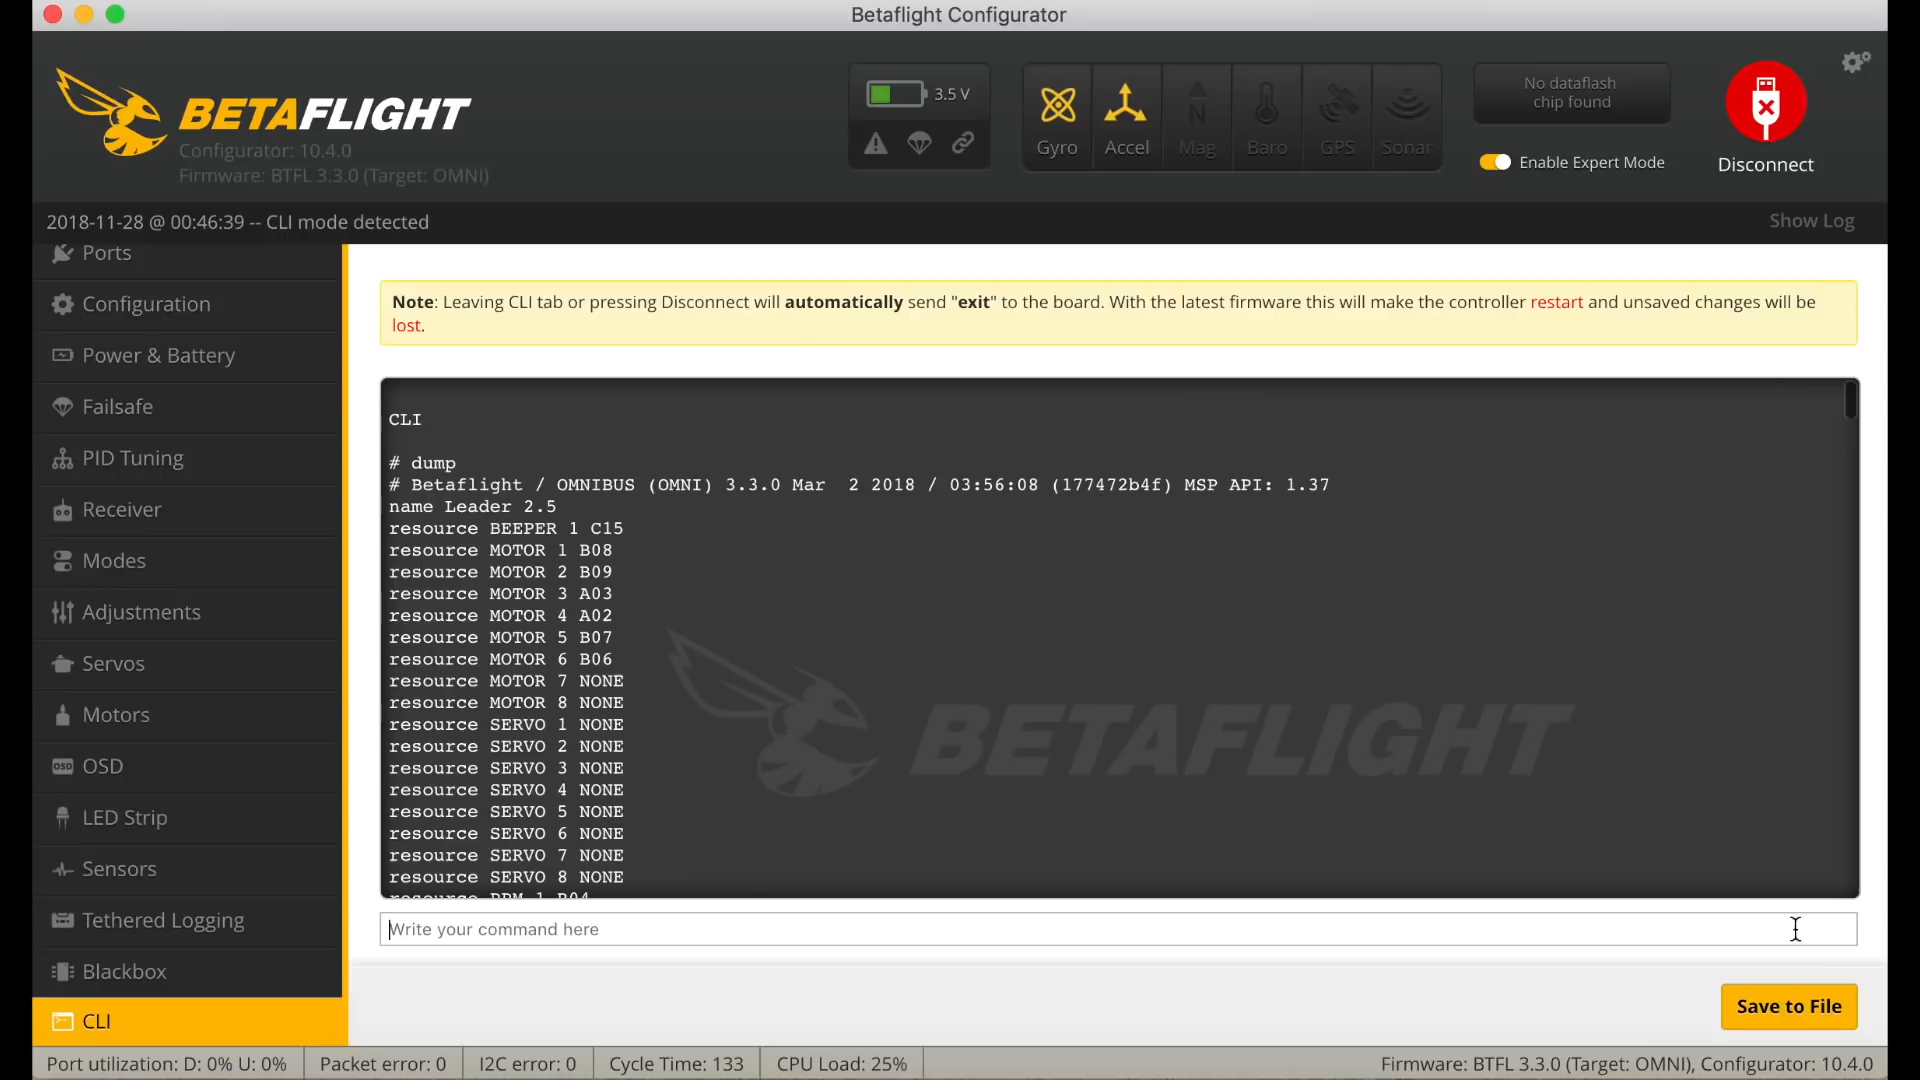 Betaflight Configurator
BETAFLIGHT
Configurator: 10.4.0
Firmware: BTFL 3.3.0 (Target: OMNI)
3.5 V
Gyro
Accel
Mag
Baro
GPS
Sonar
No dataflash
chip found
Enable Expert Mode
Disconnect
2018-11-28 @ 00:46:39 -- CLI mode detected
Show Log
Ports
Configuration
Power & Battery
Failsafe
PID Tuning
Receiver
Modes
Adjustments
Servos
Motors
OSD
OSD
LED Strip
Sensors
Tethered Logging
Blackbox
CLI
Note: Leaving CLI tab or pressing Disconnect will automatically send "exit" to the board. With the latest firmware this will make the controller restart and unsaved changes will be
lost.
CLI
# dump
# Betaflight / OMNIBUS (OMNI) 3.3.0 Mar  2 2018 / 03:56:08 (177472b4f) MSP API: 1.37
name Leader 2.5
resource BEEPER 1 C15
resource MOTOR 1 B08
resource MOTOR 2 B09
resource MOTOR 3 A03
resource MOTOR 4 A02
resource MOTOR 5 B07
resource MOTOR 6 B06
resource MOTOR 7 NONE
resource MOTOR 8 NONE
resource SERVO 1 NONE
resource SERVO 2 NONE
resource SERVO 3 NONE
resource SERVO 4 NONE
resource SERVO 5 NONE
resource SERVO 6 NONE
resource SERVO 7 NONE
resource SERVO 8 NONE
resource PPM 1 B04
BETAFLIGHT
Write your command here
Save to File
Port utilization: D: 0% U: 0%
Packet error: 0
I2C error: 0
Cycle Time: 133
CPU Load: 25%
Firmware: BTFL 3.3.0 (Target: OMNI), Configurator: 10.4.0